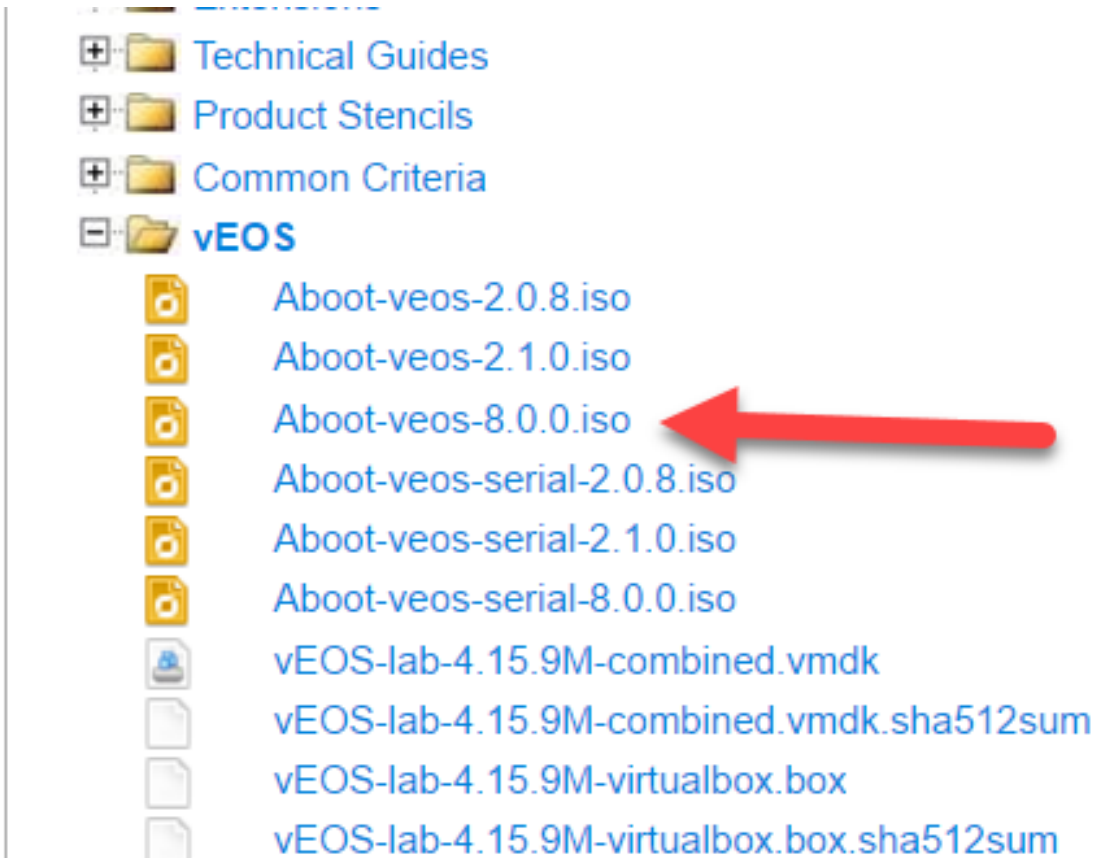 Technical Guides
Product Stencils
Common Criteria
vEOS
Aboot-veos-2.0.8.iso
Aboot-veos-2.1.0.iso
Aboot-veos-8.0.0.iso
Aboot-veos-serial-2.0.8.iso
Aboot-veos-serial-2.1.0.iso
Aboot-veos-serial-8.0.0.iso
vEOS-lab-4.15.9M-combined.vmdk
vEOS-lab-4.15.9M-combined.vmdk.sha512sum
vEOS-lab-4.15.9M-virtualbox.box
vEOS-lab-4.15.9M-virtualbox.box.sha512sum